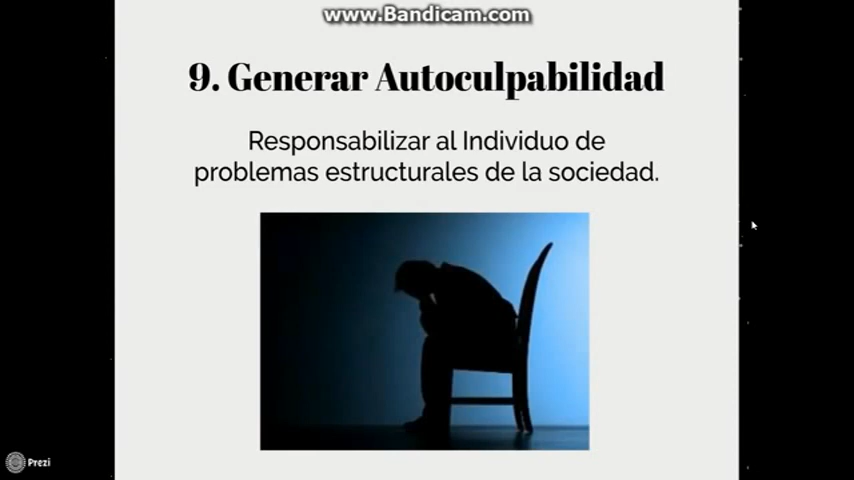 www.Bandicam.com
9. Generar Autoculpabilidad
Responsabilizar al Individuo de
problemas estructurales de la sociedad.
Prezi